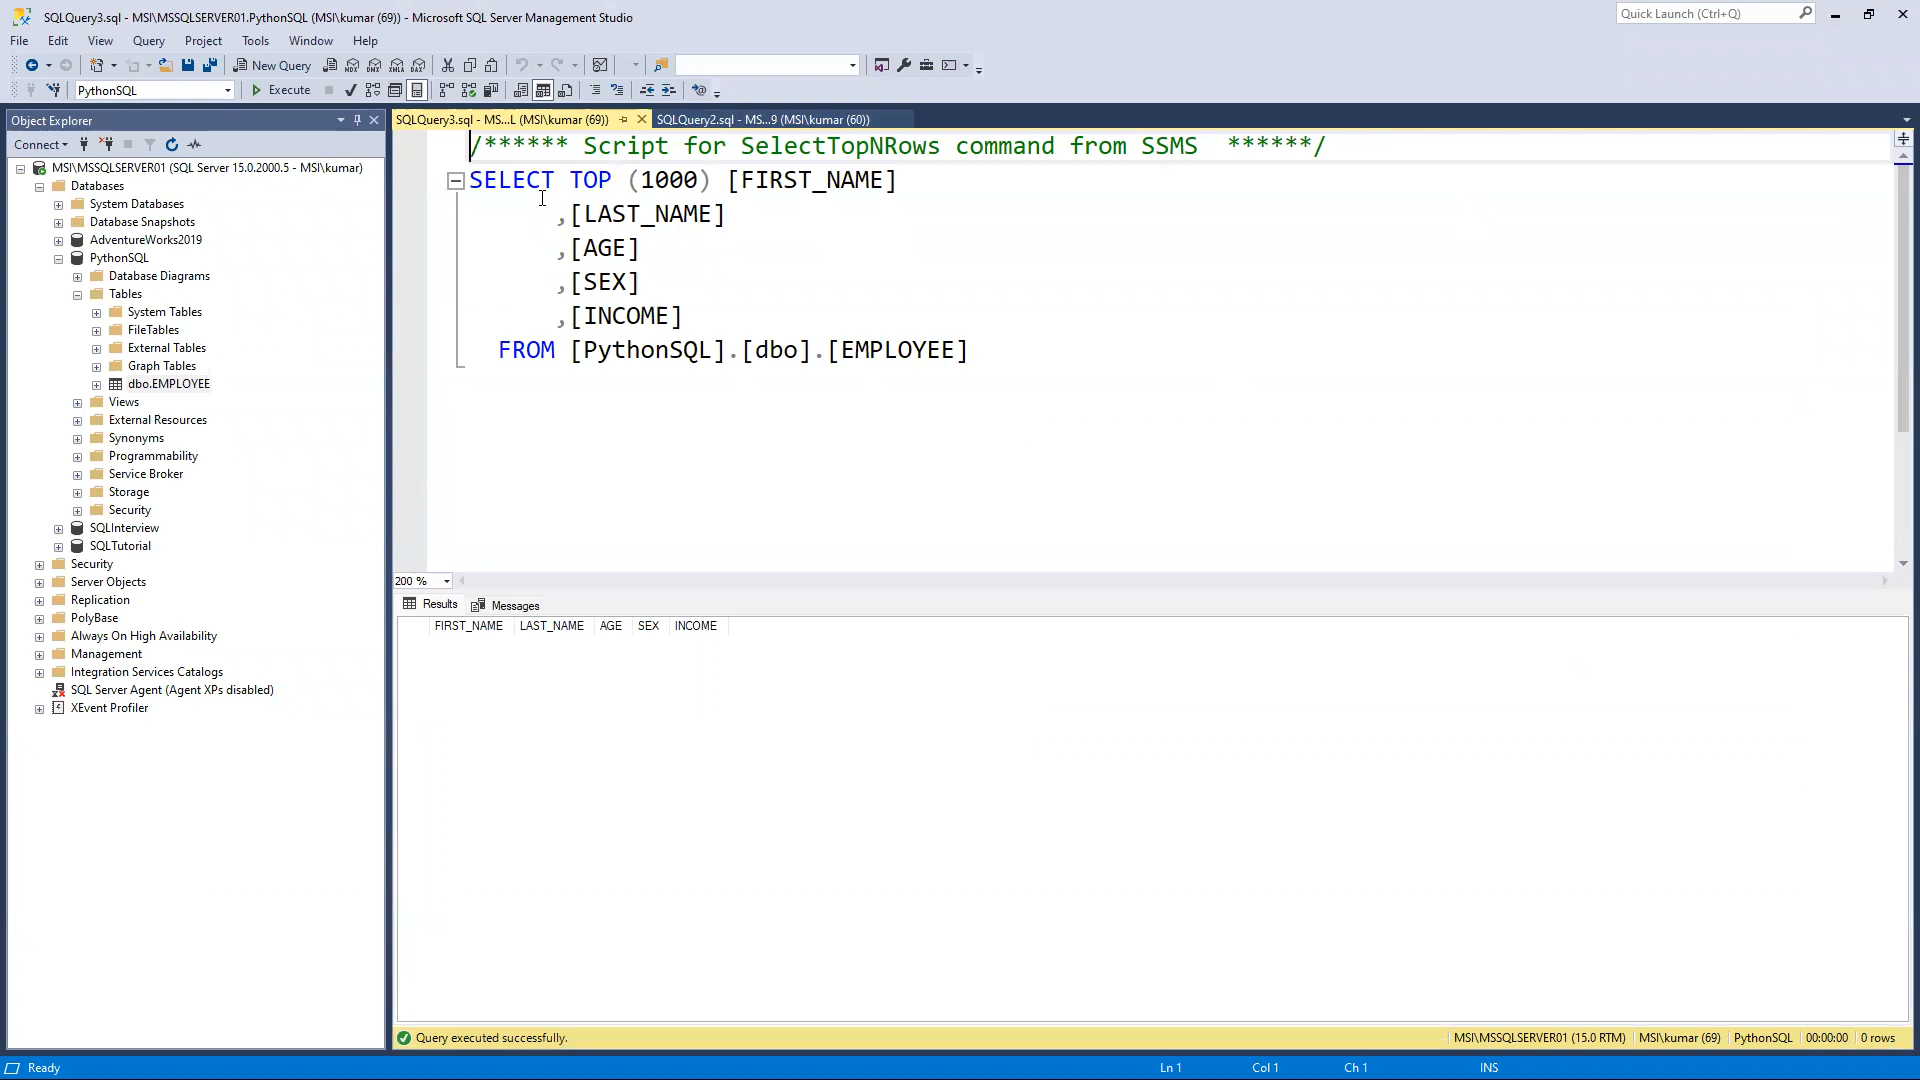 SQLQuery3.sql - MSI\MSSQLSERVER01.PythonSQL (MSI\kumar (69)) - Microsoft SQL Server Management Studio
Quick Launch (Ctrl+Q)
File Edit View Query Project Tools Window Help
New Query
MDX DMX XMLA DAX
PythonSQL
Execute
Object Explorer
Connect
MSI\MSSQLSERVER01 (SQL Server 15.0.2000.5 - MSI\kumar)
Databases
System Databases
Database Snapshots
AdventureWorks2019
PythonSQL
Database Diagrams
Tables
System Tables
FileTables
External Tables
Graph Tables
dbo.EMPLOYEE
Views
External Resources
Synonyms
Programmability
Service Broker
Storage
Security
SQLInterview
SQLTutorial
Security
Server Objects
Replication
PolyBase
Always On High Availability
Management
Integration Services Catalogs
SQL Server Agent (Agent XPs disabled)
XEvent Profiler
SQLQuery3.sql - MS...L (MSI\kumar (69))
SQLQuery2.sql - MS...9 (MSI\kumar (60))
/****** Script for SelectTopNRows command from SSMS ******/
SELECT TOP (1000) [FIRST_NAME]
,[LAST_NAME]
,[AGE]
,[SEX]
,[INCOME]
FROM [PythonSQL].[dbo].[EMPLOYEE]
200 %
Results Messages
FIRST_NAME LAST_NAME AGE SEX INCOME
Query executed successfully.
MSI\MSSQLSERVER01 (15.0 RTM) MSI\kumar (69) PythonSQL 00:00:00 0 rows
Ready
Ln 1 Col 1 Ch 1 INS